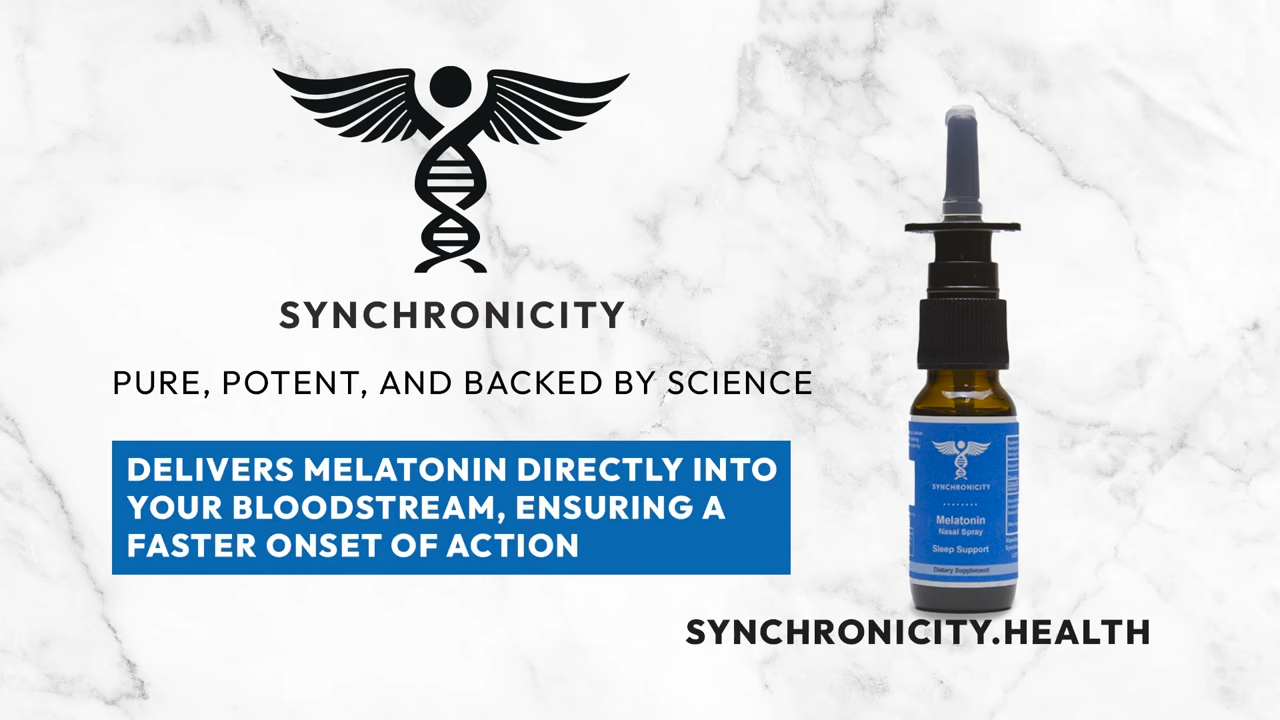 SYNCHRONICITY
PURE, POTENT, AND BACKED BY SCIENCE
DELIVERS MELATONIN DIRECTLY INTO
YOUR BLOODSTREAM, ENSURING A
FASTER ONSET OF ACTION
SYNCHRONICITY
Melatonin
Nasal Spray
Sleep Support
Dietary Supplement
SYNCHRONICITY.HEALTH